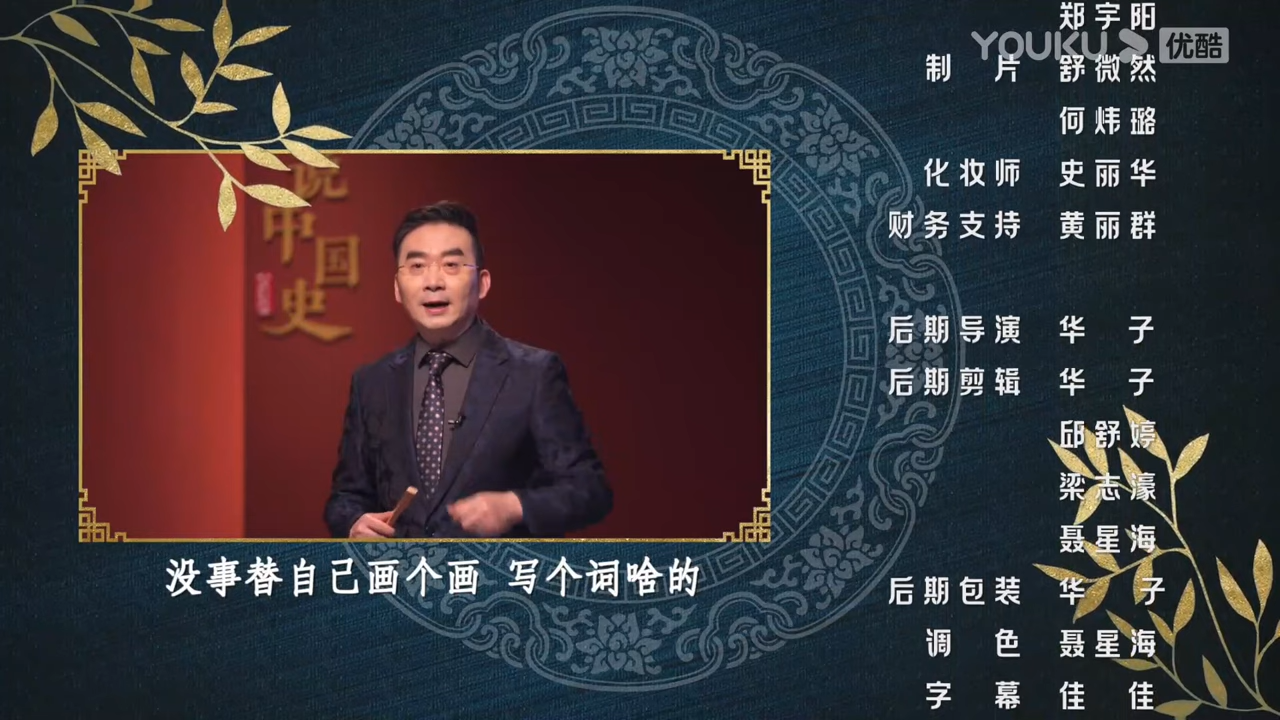 YOUKU 优酷
郑宇阳
制片 舒微然
何炜璐
化妆师 史丽华
财务支持 黄丽群
后期导演 华子
后期剪辑 华子
邱舒婷
梁志濠
聂星海
后期包装 华子
调色 聂星海
字幕 佳佳
院
中国史
没事替自己画个画 写个词啥的